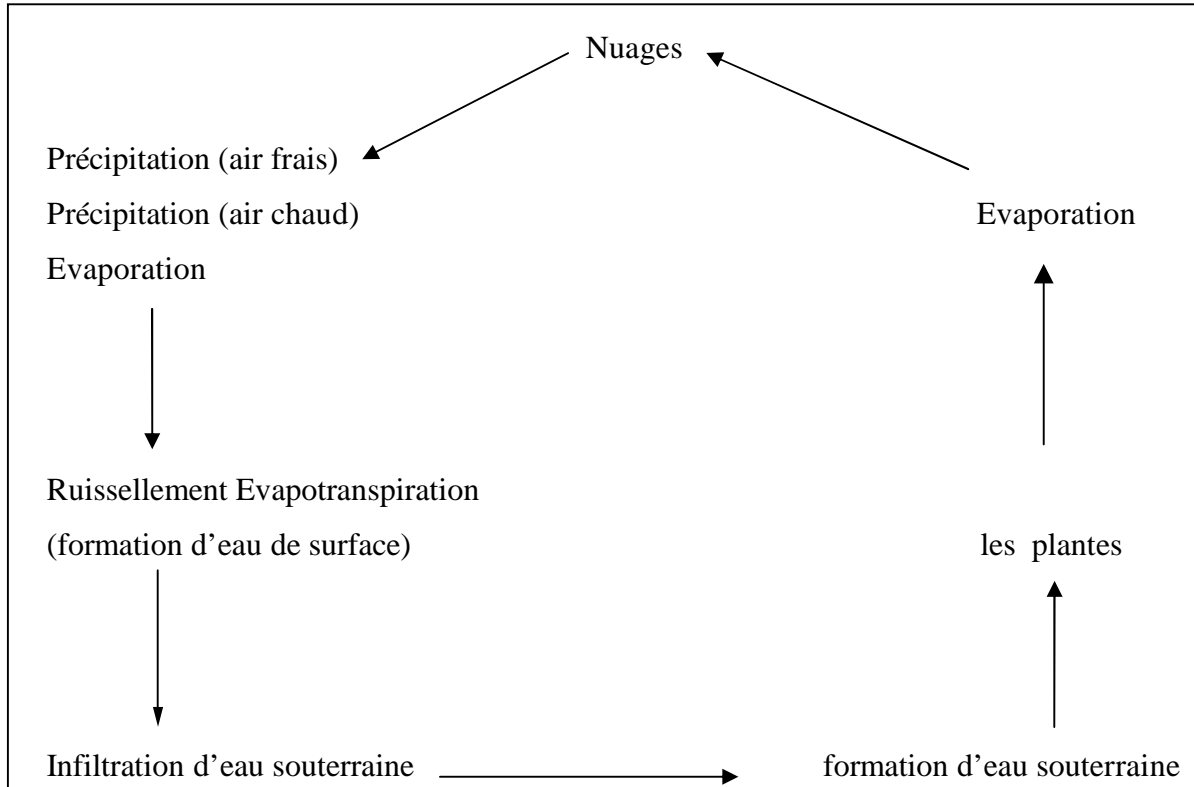 Nuages
Précipitation (air frais)
Précipitation (air chaud)
Evaporation
Evaporation
Ruissellement Evapotranspiration
(formation d’eau de surface)
les plantes
Infiltration d’eau souterraine
formation d’eau souterraine